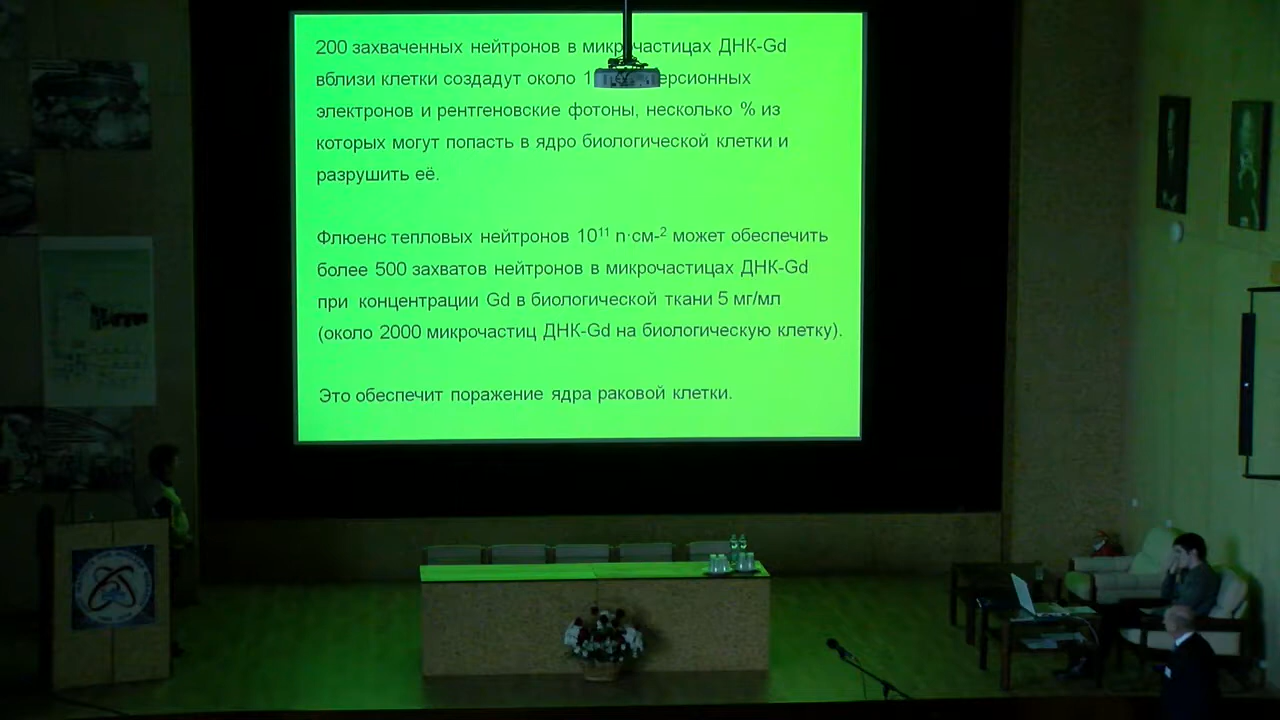 200 захваченных нейтронов в микрочастицах ДНК-Gd
вблизи клетки создадут около
электронов и рентгеновские фотоны, несколько % из
которых могут попасть в ядро биологической клетки и
разрушить её.
Флюенс тепловых нейтронов 10¹¹ n·см-² может обеспечить
более 500 захватов нейтронов в микрочастицах ДНК-Gd
при концентрации Gd в биологической ткани 5 мг/мл
(около 2000 микрочастиц ДНК-Gd на биологическую клетку).
Это обеспечит поражение ядра раковой клетки.